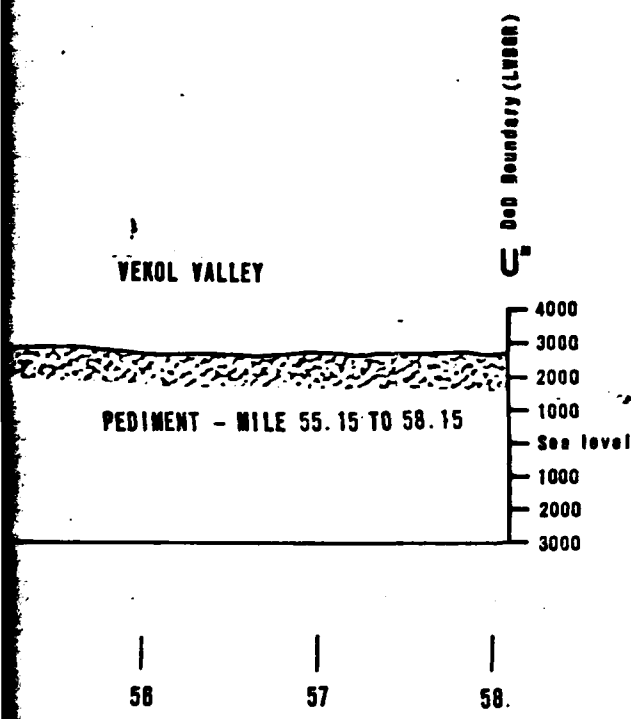 DoD Boundary (LWBGR)
U"
VEKOL VALLEY
4000
3000
2000
1000
Sea level
1000
2000
3000
PEDIMENT - MILE 55.15 TO 58.15
56
57
58.